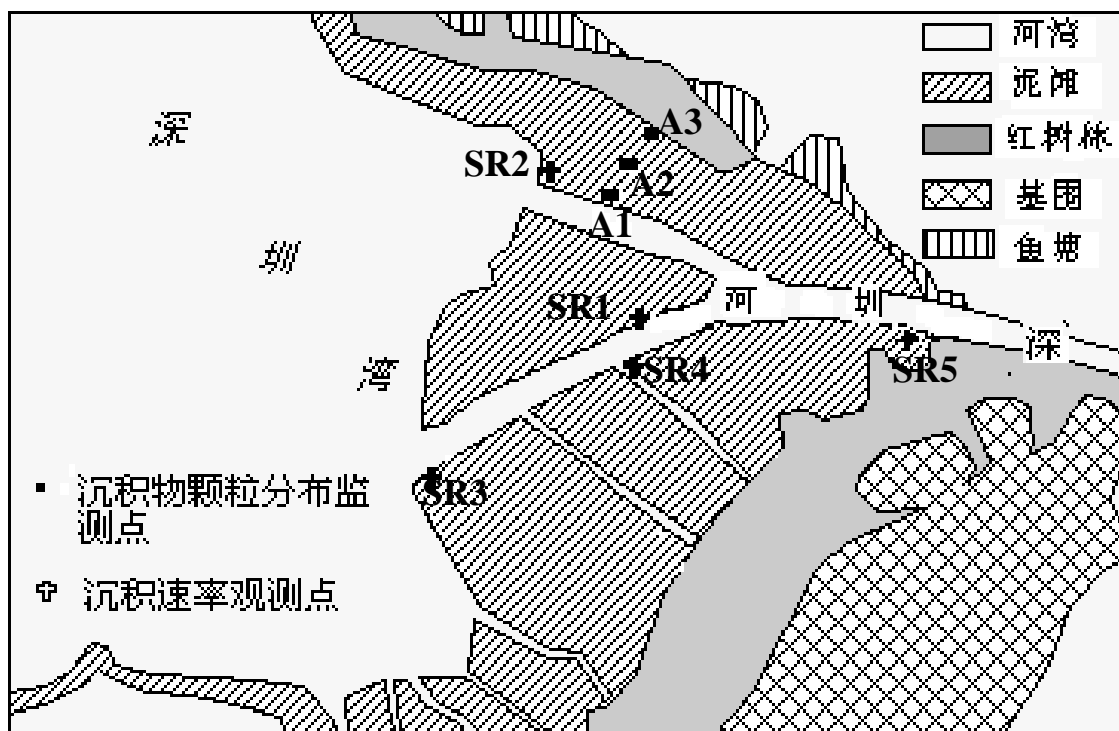 河湾
泥滩
红树林
基围
鱼塘
深
圳
湾
A3
SR2
A2
A1
SR1
河 圳 深
SR4
SR5
SR3
沉积物颗粒分布监
测点
沉积速率观测点